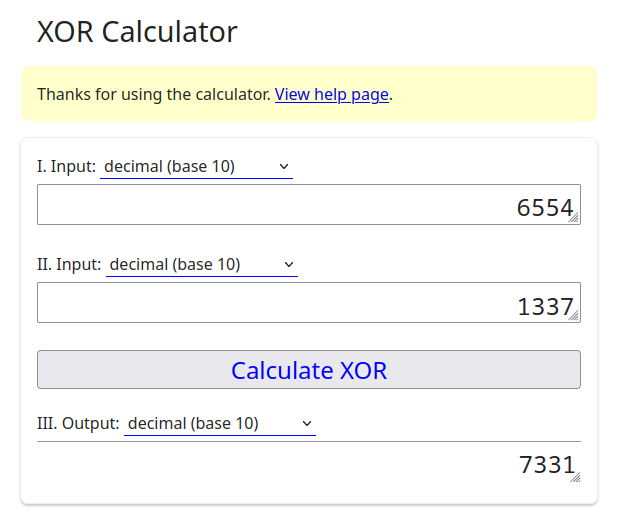 XOR Calculator
Thanks for using the calculator. View help page.
I. Input: decimal (base 10)
6554
II. Input: decimal (base 10)
1337
Calculate XOR
III. Output: decimal (base 10)
7331